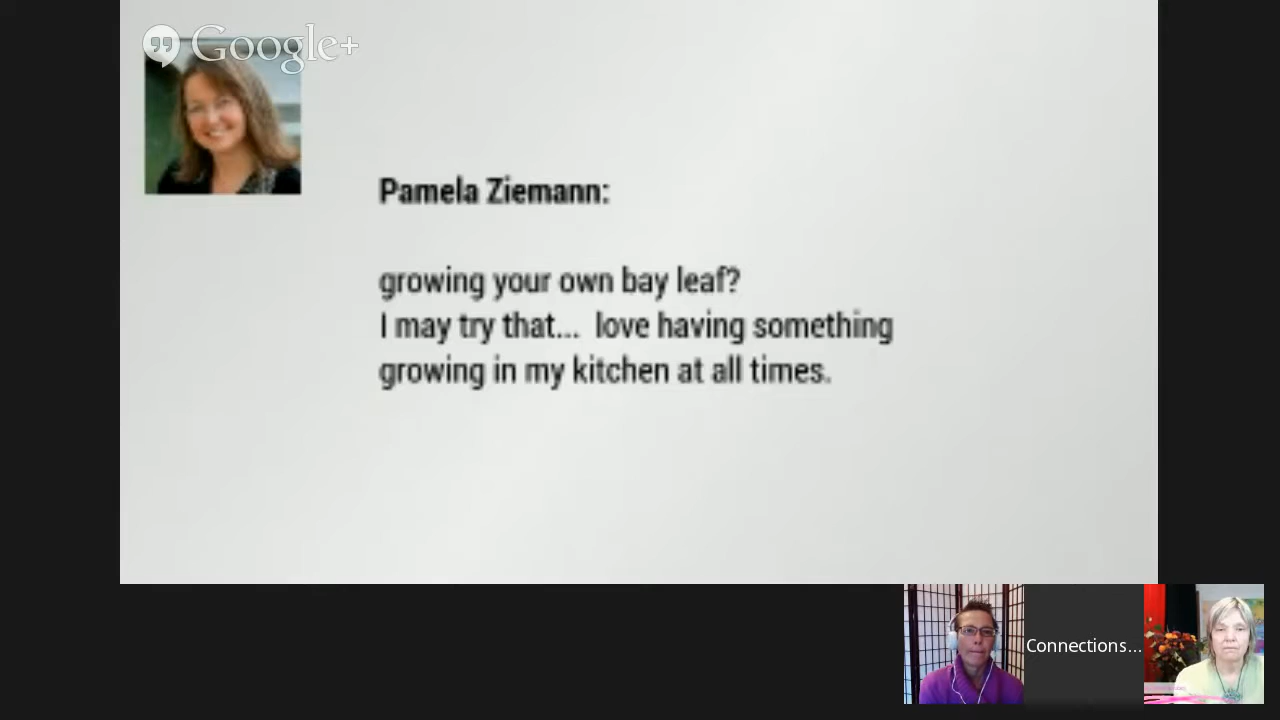 Google+
Pamela Ziemann:
growing your own bay leaf?
I may try that... love having something
growing in my kitchen at all times.
Connections...